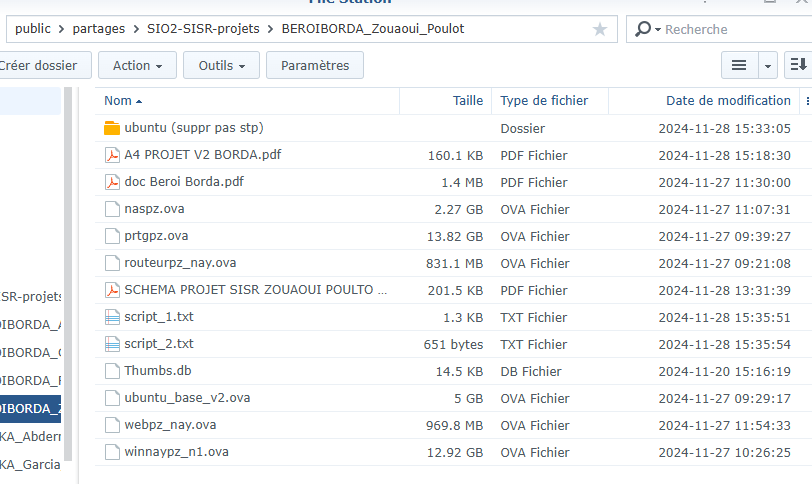 File Station
public > partages > SIO2-SISR-projets > BEROIBORDA_Zouaoui_Poulot
Recherche
Créer dossier Action Outils Paramètres
Nom Taille Type de fichier Date de modification
ubuntu (suppr pas stp) Dossier 2024-11-28 15:33:05
A4 PROJET V2 BORDA.pdf 160.1 KB PDF Fichier 2024-11-28 15:18:30
doc Beroi Borda.pdf 1.4 MB PDF Fichier 2024-11-27 11:30:00
naspz.ova 2.27 GB OVA Fichier 2024-11-27 11:07:31
prtgpz.ova 13.82 GB OVA Fichier 2024-11-27 09:39:27
routeurpz_nay.ova 831.1 MB OVA Fichier 2024-11-27 09:21:08
SISR-projets SCHEMA PROJET SISR ZOUAOUI POULTO ... 201.5 KB PDF Fichier 2024-11-28 13:31:39
OIBORDA_A script_1.txt 1.3 KB TXT Fichier 2024-11-28 15:35:51
OIBORDA_C script_2.txt 651 bytes TXT Fichier 2024-11-28 15:35:54
OIBORDA_F Thumbs.db 14.5 KB DB Fichier 2024-11-20 15:16:19
OIBORDA_Z ubuntu_base_v2.ova 5 GB OVA Fichier 2024-11-27 09:29:17
KA_Abderr webpz_nay.ova 969.8 MB OVA Fichier 2024-11-27 11:54:33
KA_Garcia winnaypz_n1.ova 12.92 GB OVA Fichier 2024-11-27 10:26:25